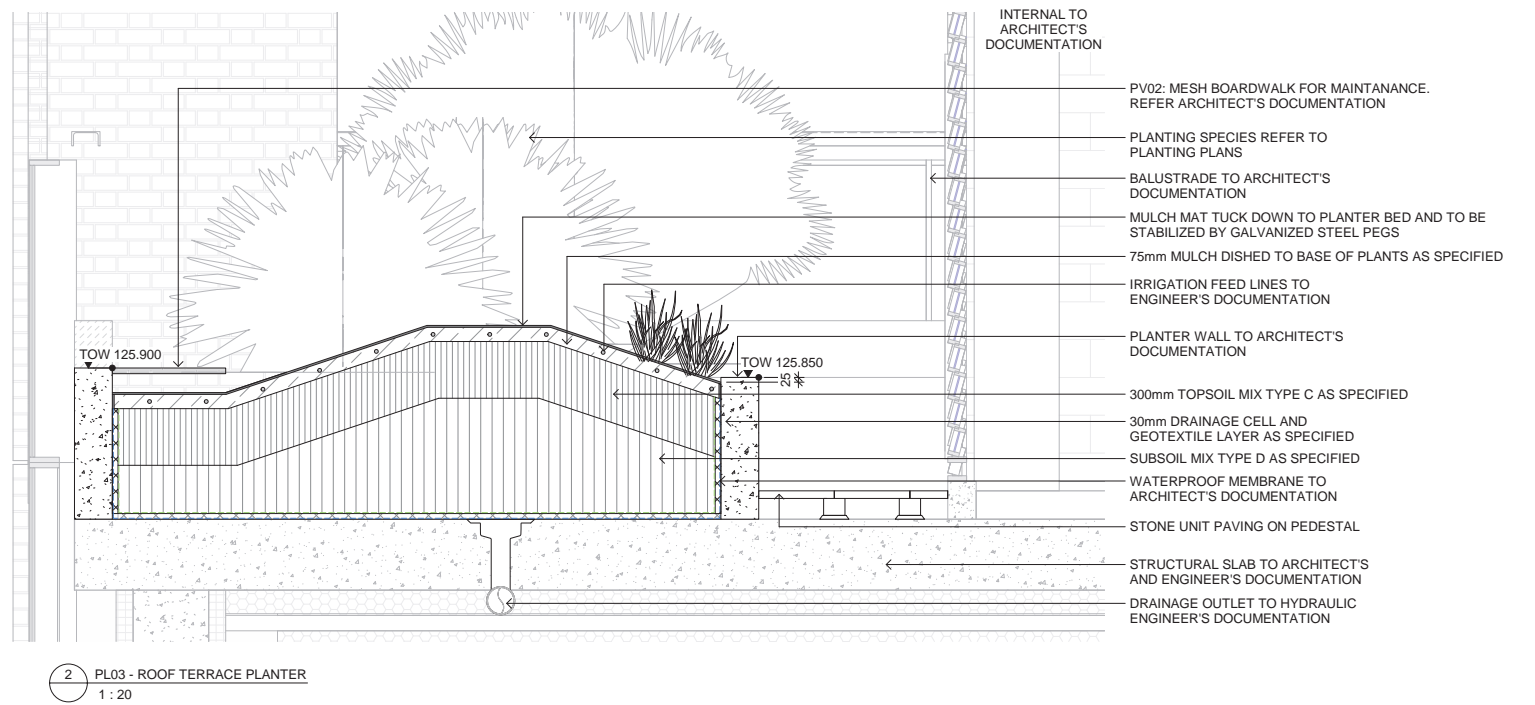 INTERNAL TO
ARCHITECT'S
DOCUMENTATION
PV02: MESH BOARDWALK FOR MAINTANANCE.
REFER ARCHITECT'S DOCUMENTATION
PLANTING SPECIES REFER TO
PLANTING PLANS
BALUSTRADE TO ARCHITECT'S
DOCUMENTATION
MULCH MAT TUCK DOWN TO PLANTER BED AND TO BE
STABILIZED BY GALVANIZED STEEL PEGS
75mm MULCH DISHED TO BASE OF PLANTS AS SPECIFIED
IRRIGATION FEED LINES TO
ENGINEER'S DOCUMENTATION
PLANTER WALL TO ARCHITECT'S
DOCUMENTATION
TOW 125.900
TOW 125.850
25
300mm TOPSOIL MIX TYPE C AS SPECIFIED
30mm DRAINAGE CELL AND
GEOTEXTILE LAYER AS SPECIFIED
SUBSOIL MIX TYPE D AS SPECIFIED
WATERPROOF MEMBRANE TO
ARCHITECT'S DOCUMENTATION
STONE UNIT PAVING ON PEDESTAL
STRUCTURAL SLAB TO ARCHITECT'S
AND ENGINEER'S DOCUMENTATION
DRAINAGE OUTLET TO HYDRAULIC
ENGINEER'S DOCUMENTATION
2 PL03 - ROOF TERRACE PLANTER
1 : 20